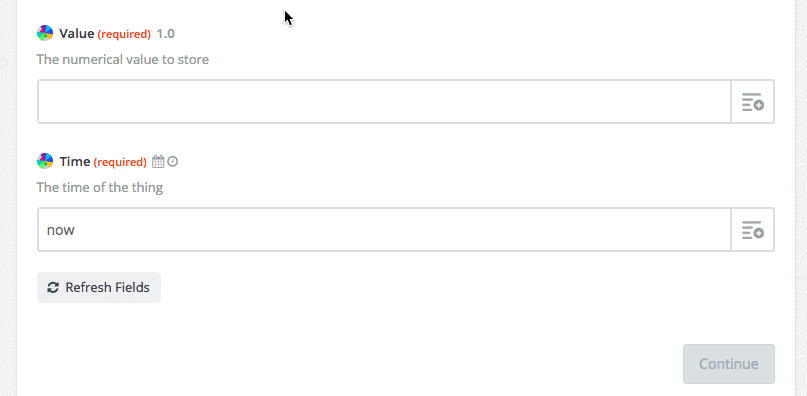 Value (required) 1.0
The numerical value to store
Time (required)
The time of the thing
now
Refresh Fields
Continue